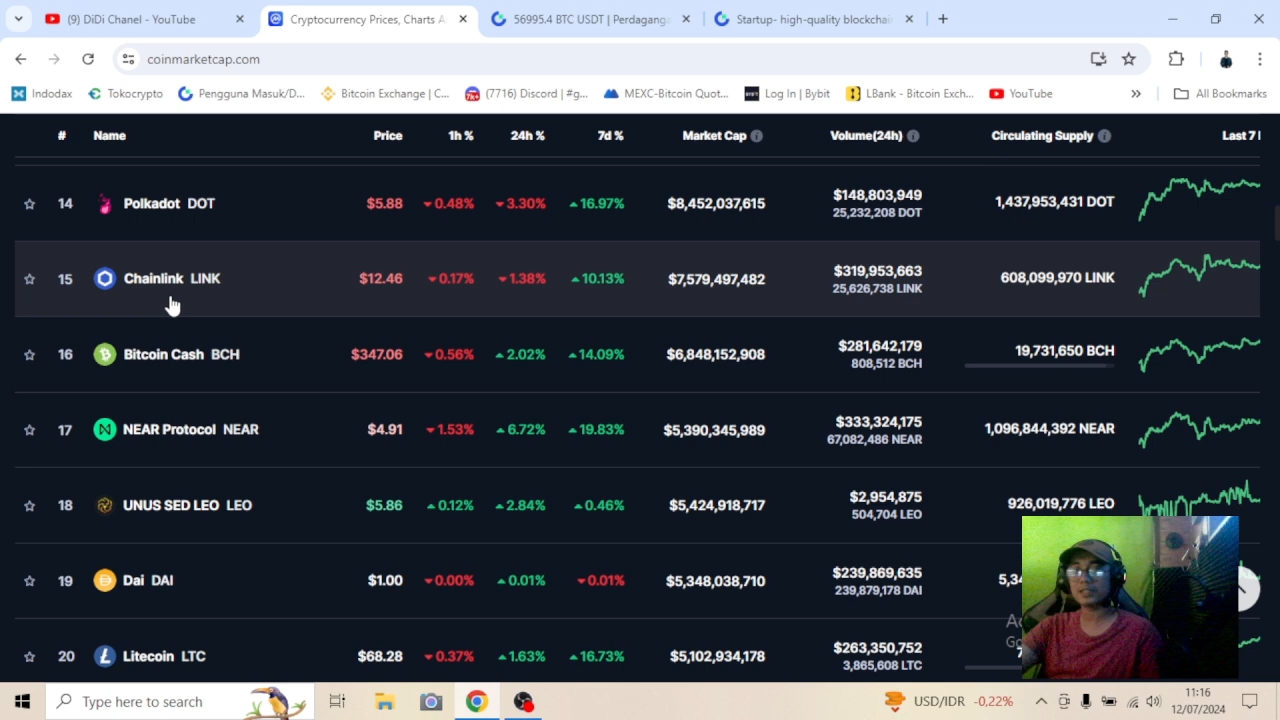 (9) DiDi Channel - YouTube
Cryptocurrency Prices, Charts A
56995.4 BTC USDT | Perdagang
Startup- high-quality blockchain
coinmarketcap.com
Indodax
Tokocrypto
Pengguna Masuk/D...
Bitcoin Exchange | C...
(7716) Discord | #g...
MEXC-Bitcoin Quot...
Log In | Bybit
LBank - Bitcoin Exch...
YouTube
All Bookmarks
# Name Price 1h % 24h % 7d % Market Cap Volume(24h) Circulating Supply Last 7
14 Polkadot DOT $5.88 0.48% 3.30% 16.97% $8,452,037,615 $148,803,949 1,437,953,431 DOT
25,232,208 DOT
15 Chainlink LINK $12.46 0.17% 1.38% 10.13% $7,579,497,482 $319,953,663 608,099,970 LINK
25,626,738 LINK
16 Bitcoin Cash BCH $347.06 0.56% 2.02% 14.09% $6,848,152,908 $281,642,179 19,731,650 BCH
808,512 BCH
17 NEAR Protocol NEAR $4.91 1.53% 6.72% 19.83% $5,390,345,989 $333,324,175 1,096,844,392 NEAR
67,082,486 NEAR
18 UNUS SED LEO LEO $5.86 0.12% 2.84% 0.46% $5,424,918,717 $2,954,875 926,019,776 LEO
504,704 LEO
19 Dai DAI $1.00 0.00% 0.01% 0.01% $5,348,038,710 $239,869,635 5,34
239,879,178 DAI
20 Litecoin LTC $68.28 0.37% 1.63% 16.73% $5,102,934,178 $263,350,752
3,865,608 LTC
Type here to search
USD/IDR -0,22%
11:16
12/07/2024